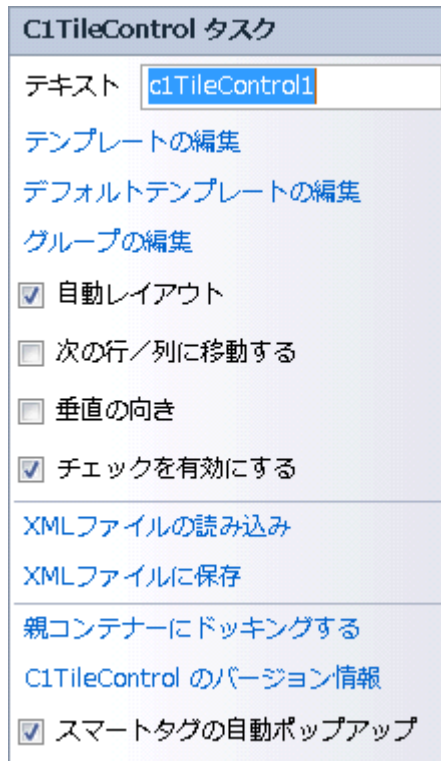 C1TileControl タスク
テキスト c1TileControl1
テンプレートの編集
デフォルトテンプレートの編集
グループの編集
自動レイアウト
次の行／列に移動する
垂直の向き
チェックを有効にする
XMLファイルの読み込み
XMLファイルに保存
親コンテナーにドッキングする
C1TileControl のバージョン情報
スマートタグの自動ポップアップ